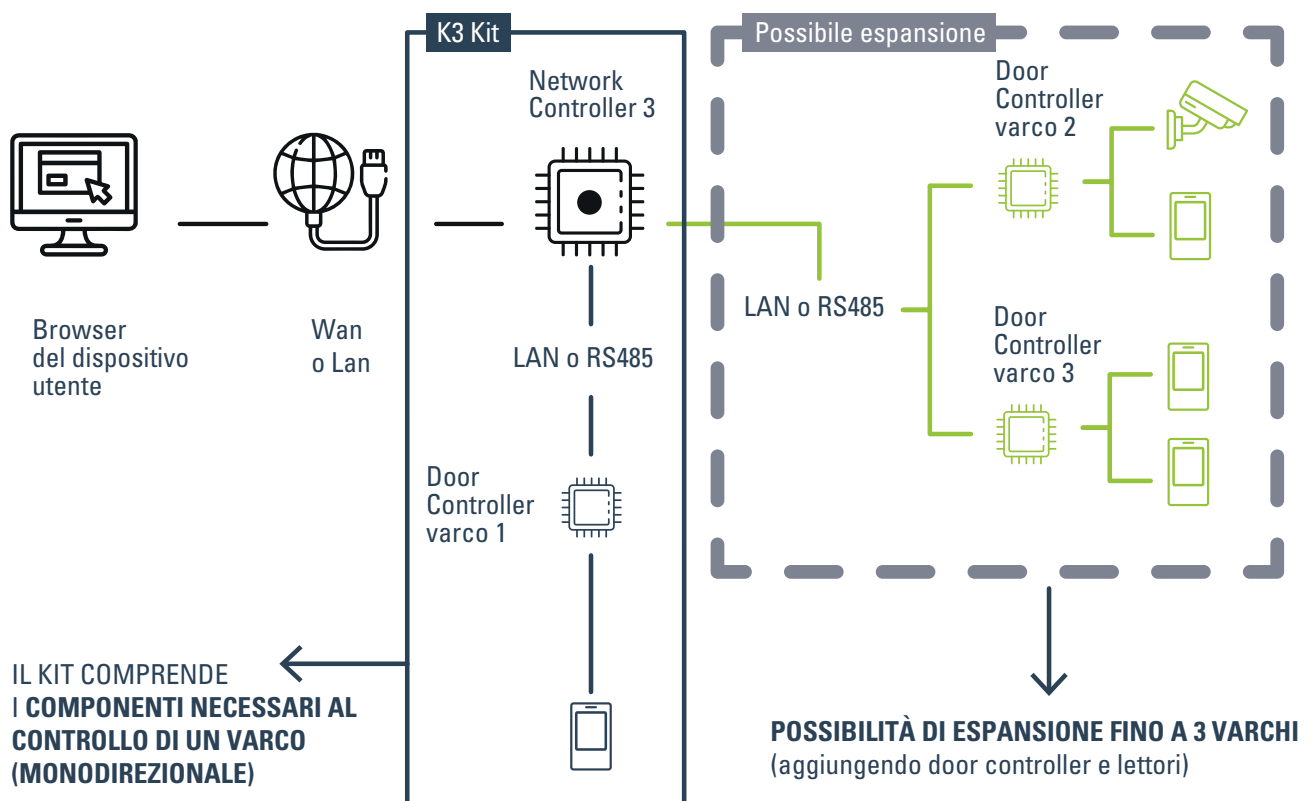 K3 Kit
Possibile espansione
Network
Controller 3
Door
Controller
varco 2
Browser
del dispositivo
utente
Wan
o Lan
LAN o RS485
LAN o RS485
Door
Controller
varco 3
Door
Controller
varco 1
IL KIT COMPRENDE
I COMPONENTI NECESSARI AL
CONTROLLO DI UN VARCO
(MONODIREZIONALE)
POSSIBILITÀ DI ESPANSIONE FINO A 3 VARCHI
(aggiungendo door controller e lettori)